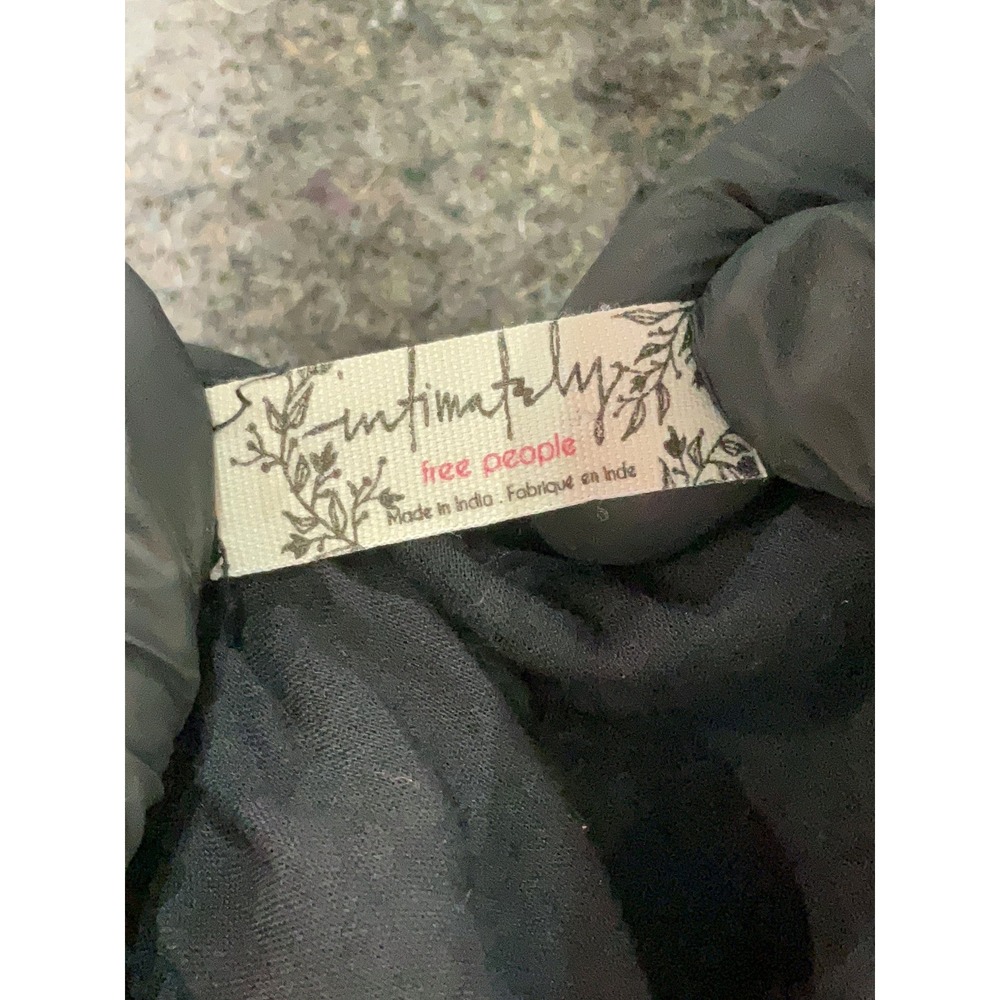 intimately
free people
Made in India . Fabriqué en Inde